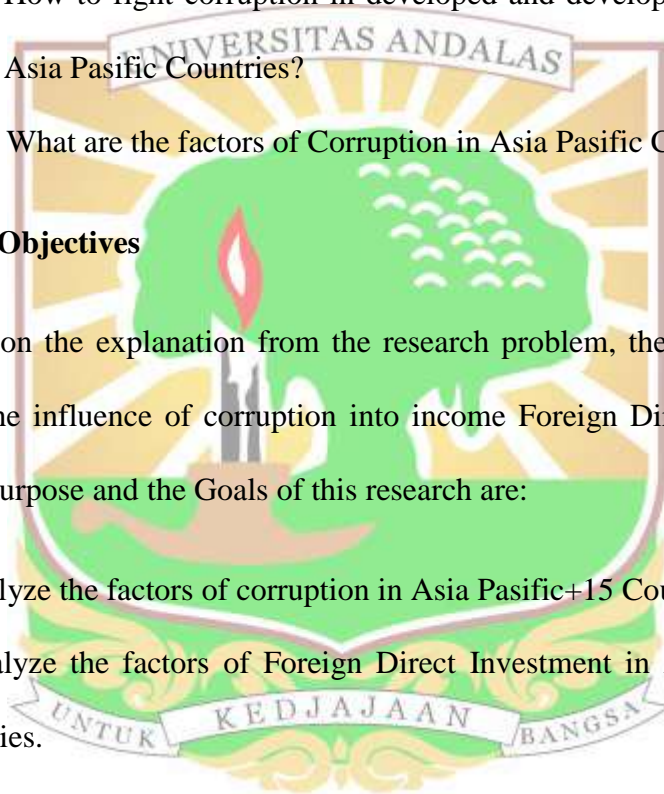 How to fight corruption in developed and develop
UNIVERSITAS ANDALAS
Asia Pasific Countries?
What are the factors of Corruption in Asia Pasific C
Objectives
on the explanation from the research problem, the
he influence of corruption into income Foreign Di
urpose and the Goals of this research are:
lyze the factors of corruption in Asia Pasific+15 Cou
alyze the factors of Foreign Direct Investment in
UNTUK KEDJAJAAN BANGSA
ies.